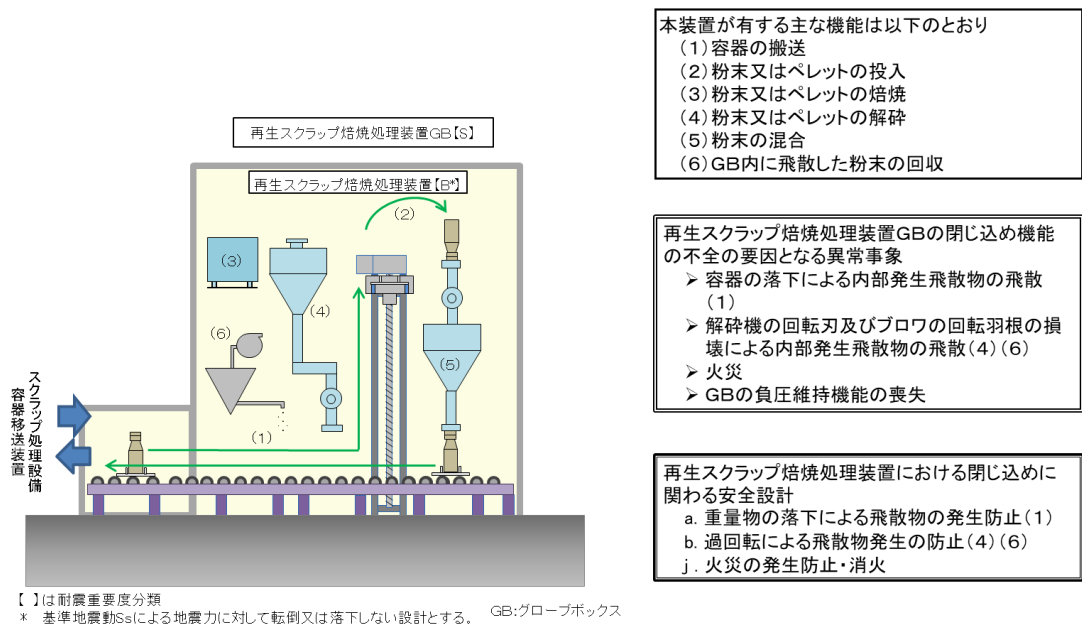 再生スクラップ焙焼処理装置GB【S】
再生スクラップ焙焼処理装置【B*】
(2)
(3)
(4)
(6)
(5)
(1)
スクラップ処理設備
容器移送装置
【 】は耐震重要度分類
* 基準地震動Ssによる地震力に対して転倒又は落下しない設計とする。
GB:グローブボックス
本装置が有する主な機能は以下のとおり
(1)容器の搬送
(2)粉末又はペレットの投入
(3)粉末又はペレットの焙焼
(4)粉末又はペレットの解砕
(5)粉末の混合
(6)GB内に飛散した粉末の回収
再生スクラップ焙焼処理装置GBの閉じ込め機能
の不全の要因となる異常事象
➢ 容器の落下による内部発生飛散物の飛散
(1)
➢ 解砕機の回転刃及びブロワの回転羽根の損
壊による内部発生飛散物の飛散(4)(6)
➢ 火災
➢ GBの負圧維持機能の喪失
再生スクラップ焙焼処理装置における閉じ込めに
関わる安全設計
a. 重量物の落下による飛散物の発生防止(1)
b. 過回転による飛散物発生の防止(4)(6)
j. 火災の発生防止・消火